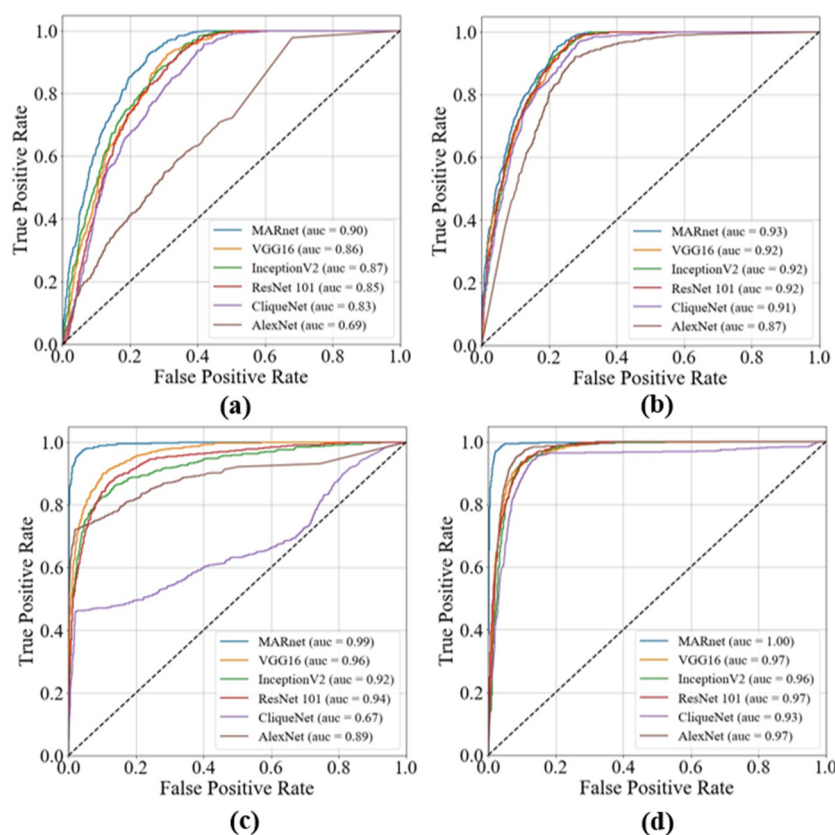 True Positive Rate
1.0
0.8
0.6
0.4
0.2
0.0
MARnet (auc = 0.90)
VGG16 (auc = 0.86)
InceptionV2 (auc = 0.87)
ResNet 101 (auc = 0.85)
CliqueNet (auc = 0.83)
AlexNet (auc = 0.69)
0.0 0.2 0.4 0.6 0.8 1.0
False Positive Rate
(a)
True Positive Rate
1.0
0.8
0.6
0.4
0.2
0.0
MARnet (auc = 0.93)
VGG16 (auc = 0.92)
InceptionV2 (auc = 0.92)
ResNet 101 (auc = 0.92)
CliqueNet (auc = 0.91)
AlexNet (auc = 0.87)
0.0 0.2 0.4 0.6 0.8 1.0
False Positive Rate
(b)
True Positive Rate
1.0
0.8
0.6
0.4
0.2
0.0
MARnet (auc = 0.99)
VGG16 (auc = 0.96)
InceptionV2 (auc = 0.92)
ResNet 101 (auc = 0.94)
CliqueNet (auc = 0.67)
AlexNet (auc = 0.89)
0.0 0.2 0.4 0.6 0.8 1.0
False Positive Rate
(c)
True Positive Rate
1.0
0.8
0.6
0.4
0.2
0.0
MARnet (auc = 1.00)
VGG16 (auc = 0.97)
InceptionV2 (auc = 0.96)
ResNet 101 (auc = 0.97)
CliqueNet (auc = 0.93)
AlexNet (auc = 0.97)
0.0 0.2 0.4 0.6 0.8 1.0
False Positive Rate
(d)